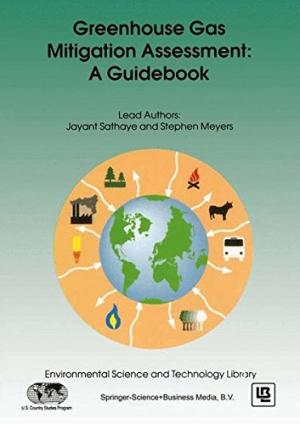 Greenhouse Gas
Mitigation Assessment:
A Guidebook
Lead Authors:
Jayant Sathaye and Stephen Meyers
Environmental Science and Technology Library
U.S. Country Studies Program
Springer-Science+Business Media, B.V.